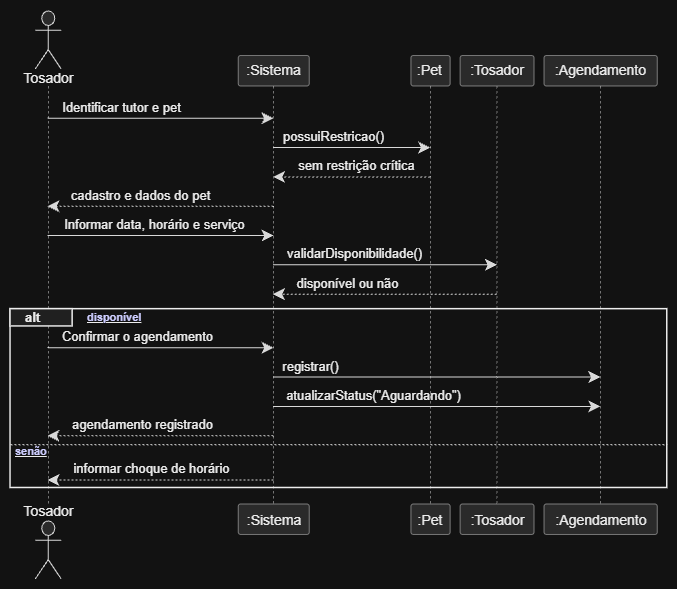 Tosador
:Sistema
:Pet
:Tosador
:Agendamento
Identificar tutor e pet
possuiRestricao()
sem restrição crítica
cadastro e dados do pet
Informar data, horário e serviço
validarDisponibilidade()
disponível ou não
alt
disponível
Confirmar o agendamento
registrar()
atualizarStatus("Aguardando")
agendamento registrado
senão
informar choque de horário
Tosador
:Sistema
:Pet
:Tosador
:Agendamento